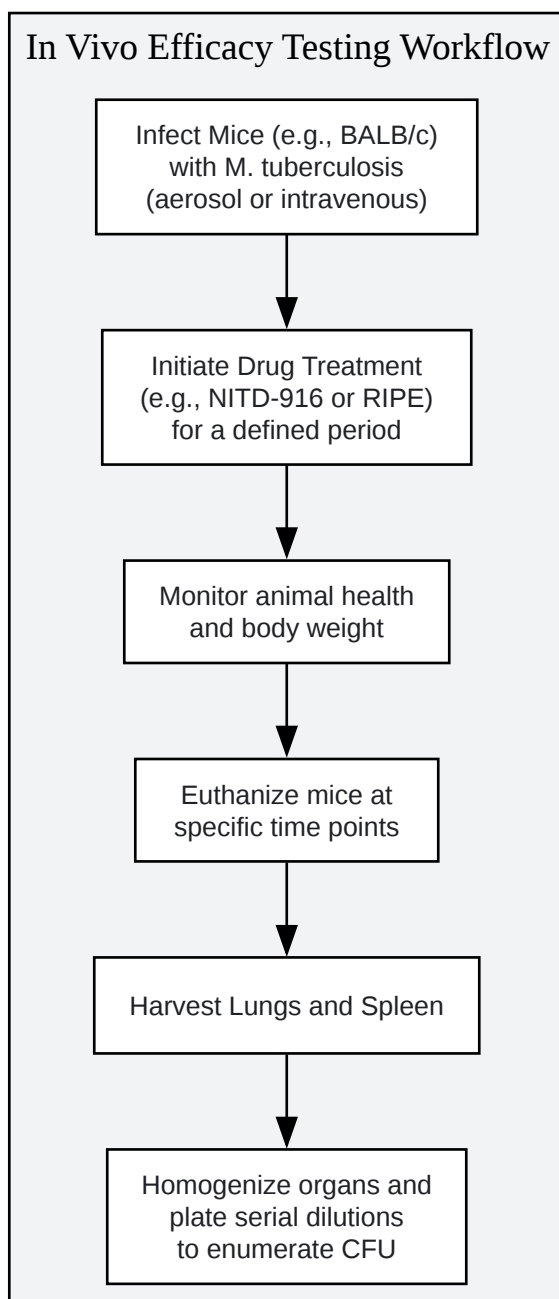 In Vivo Efficacy Testing Workflow
Infect Mice (e.g., BALB/c)
with M. tuberculosis
(aerosol or intravenous)
Initiate Drug Treatment
(e.g., NITD-916 or RIPE)
for a defined period
Monitor animal health
and body weight
Euthanize mice at
specific time points
Harvest Lungs and Spleen
Homogenize organs and
plate serial dilutions
to enumerate CFU